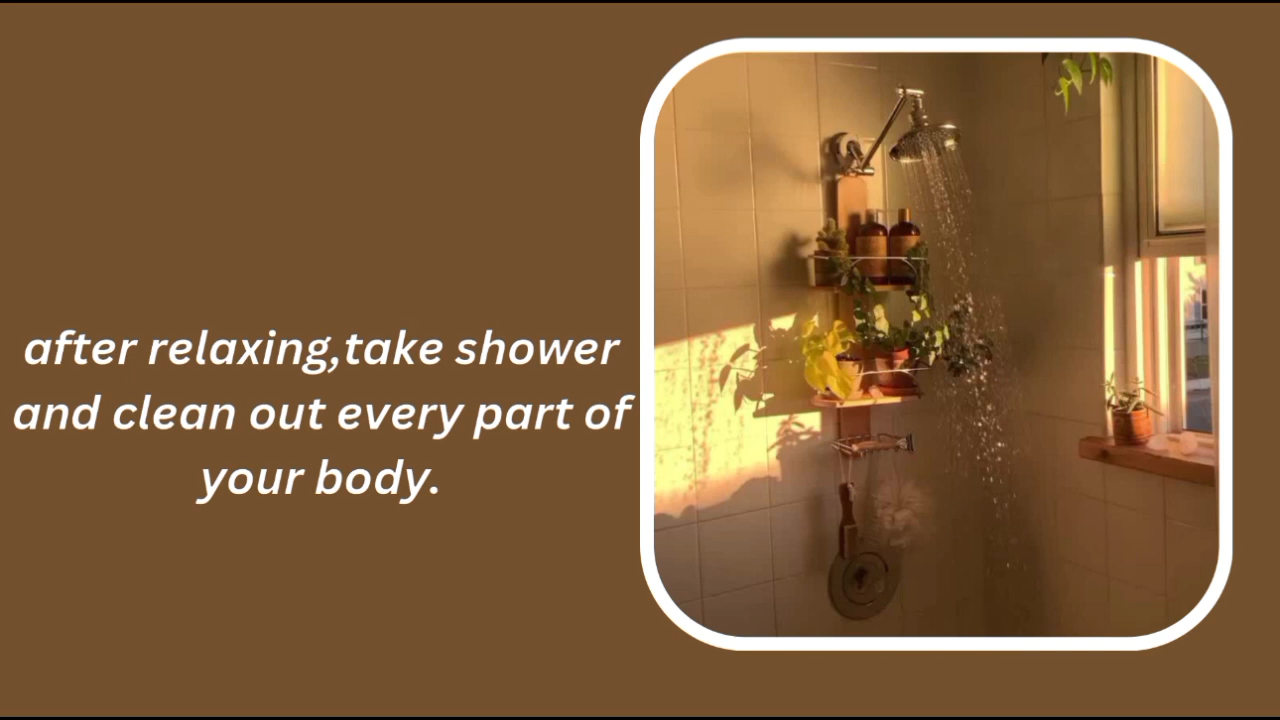 after relaxing,take shower
and clean out every part of
your body.